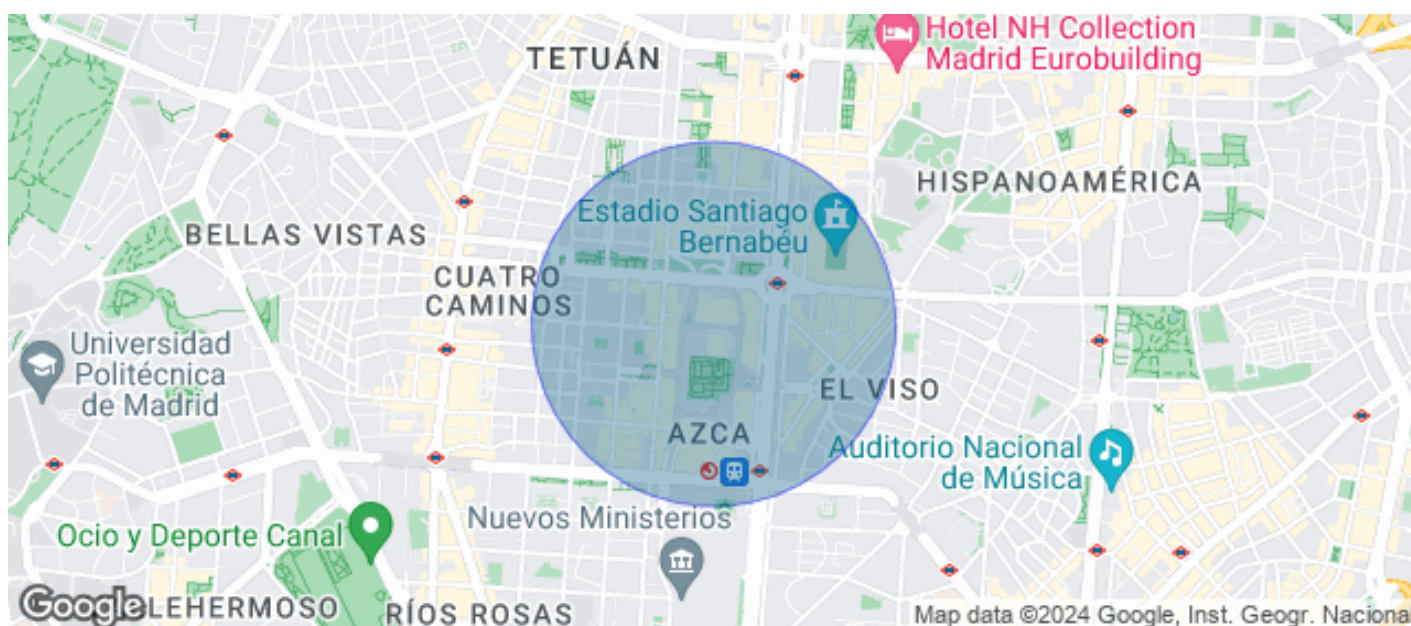 Hotel NH Collection
Madrid Eurobuilding
TETUÁN
HISPANOAMÉRICA
Estadio Santiago
Bernabéu
BELLAS VISTAS
CUATRO
CAMINOS
Universidad
Politécnica
de Madrid
EL VISO
AZCA
Auditorio Nacional
de Música
Nuevos Ministerios
Ocio y Deporte Canal
Google
LEHERMOSO
RÍOS ROSAS
Map data ©2024 Google, Inst. Geogr. Naciona